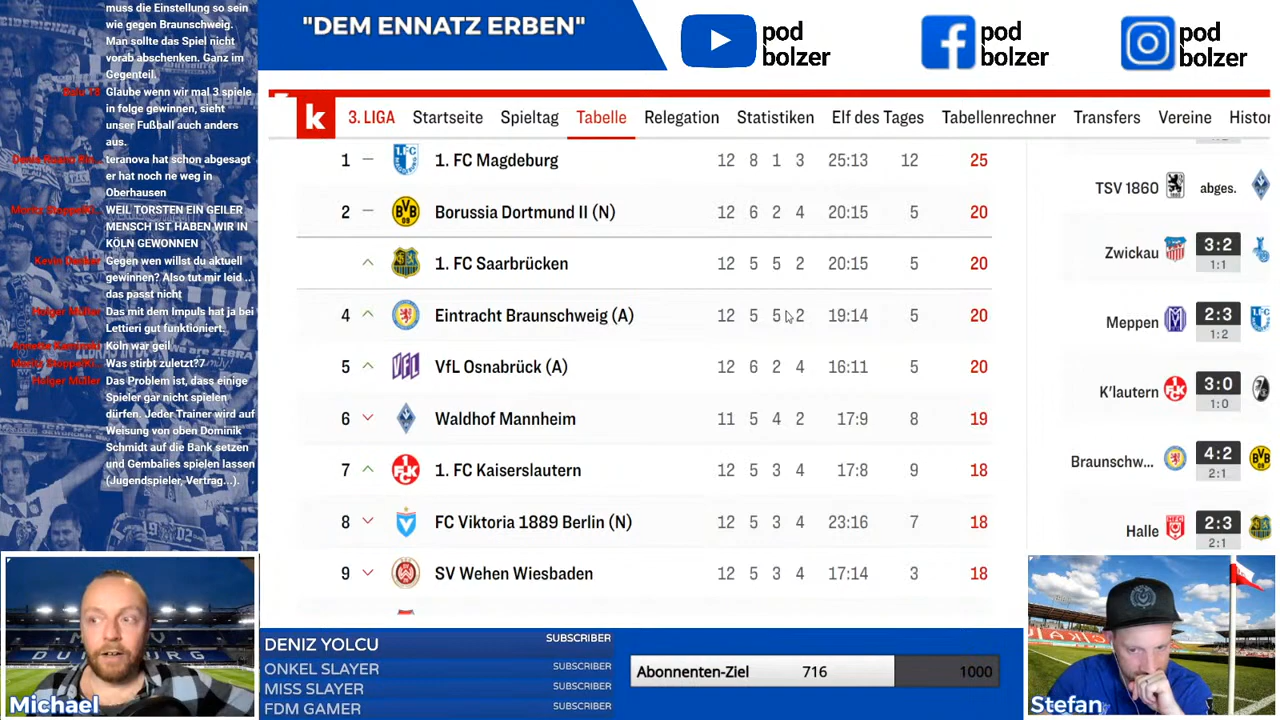 muss die Einstellung so sein
wie gegen Braunschweig.
Man sollte das Spiel nicht
vorab abschenken. Ganz im
Gegenteil.
Glaube wenn wir mal 3 spiele
in folge gewinnen, sieht
unser Fußball auch anders
aus.
teranova hat schon abgesagt
er hat noch ne weg in
Oberhausen
WEIL TORSTEN EIN GEILER
MENSCH IST HABEN WIR IN
KÖLN GEWONNEN
Gegen wen willst du aktuell
gewinnen? Also tut mir leid ..
das passt nicht
Holger Müller Das mit dem Impuls hat ja bei
Lettieri gut funktioniert.
Köln war geil
Was stirbt zuletzt?7
Holger Müller Das Problem ist, dass einige
Spieler gar nicht spielen
dürfen. Jeder Trainer wird auf
Weisung von oben Dominik
Schmidt auf die Bank setzen
und Gembalies spielen lassen
(Jugendspieler, Vertrag...).
"DEM ENNATZ ERBEN"
pod
bolzer
f
pod
bolzer
pod
bolzer
k 3. LIGA Startseite Spieltag Tabelle Relegation Statistiken Elf des Tages Tabellenrechner Transfers Vereine Histor
1 1. FC Magdeburg 12 8 1 3 25:13 12 25
2 Borussia Dortmund II (N) 12 6 2 4 20:15 5 20
1. FC Saarbrücken 12 5 5 2 20:15 5 20
4 Eintracht Braunschweig (A) 12 5 5 2 19:14 5 20
5 VfL Osnabrück (A) 12 6 2 4 16:11 5 20
6 Waldhof Mannheim 11 5 4 2 17:9 8 19
7 1. FC Kaiserslautern 12 5 3 4 17:8 9 18
8 FC Viktoria 1889 Berlin (N) 12 5 3 4 23:16 7 18
9 SV Wehen Wiesbaden 12 5 3 4 17:14 3 18
TSV 1860 abges.
Zwickau 3:2
1:1
Meppen 2:3
1:2
K'lautern 3:0
1:0
Braunschw... 4:2
2:1
Halle 2:3
2:1
Michael
DENIZ YOLCU SUBSCRIBER
ONKEL SLAYER SUBSCRIBER
MISS SLAYER SUBSCRIBER
FDM GAMER SUBSCRIBER
Abonnenten-Ziel 716 1000
Stefan